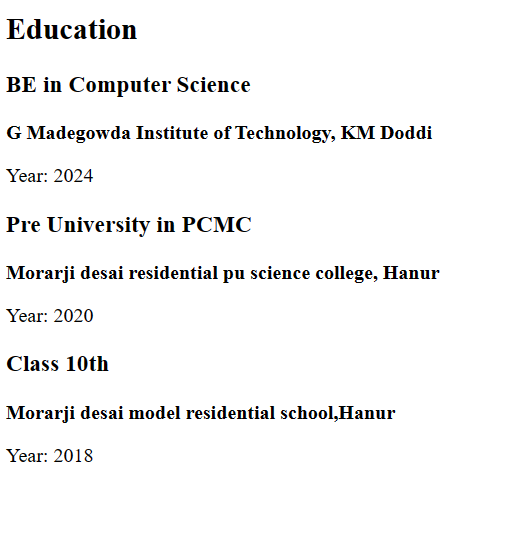 Education
BE in Computer Science
G Madegowda Institute of Technology, KM Doddi
Year: 2024
Pre University in PCMC
Morarji desai residential pu science college, Hanur
Year: 2020
Class 10th
Morarji desai model residential school,Hanur
Year: 2018